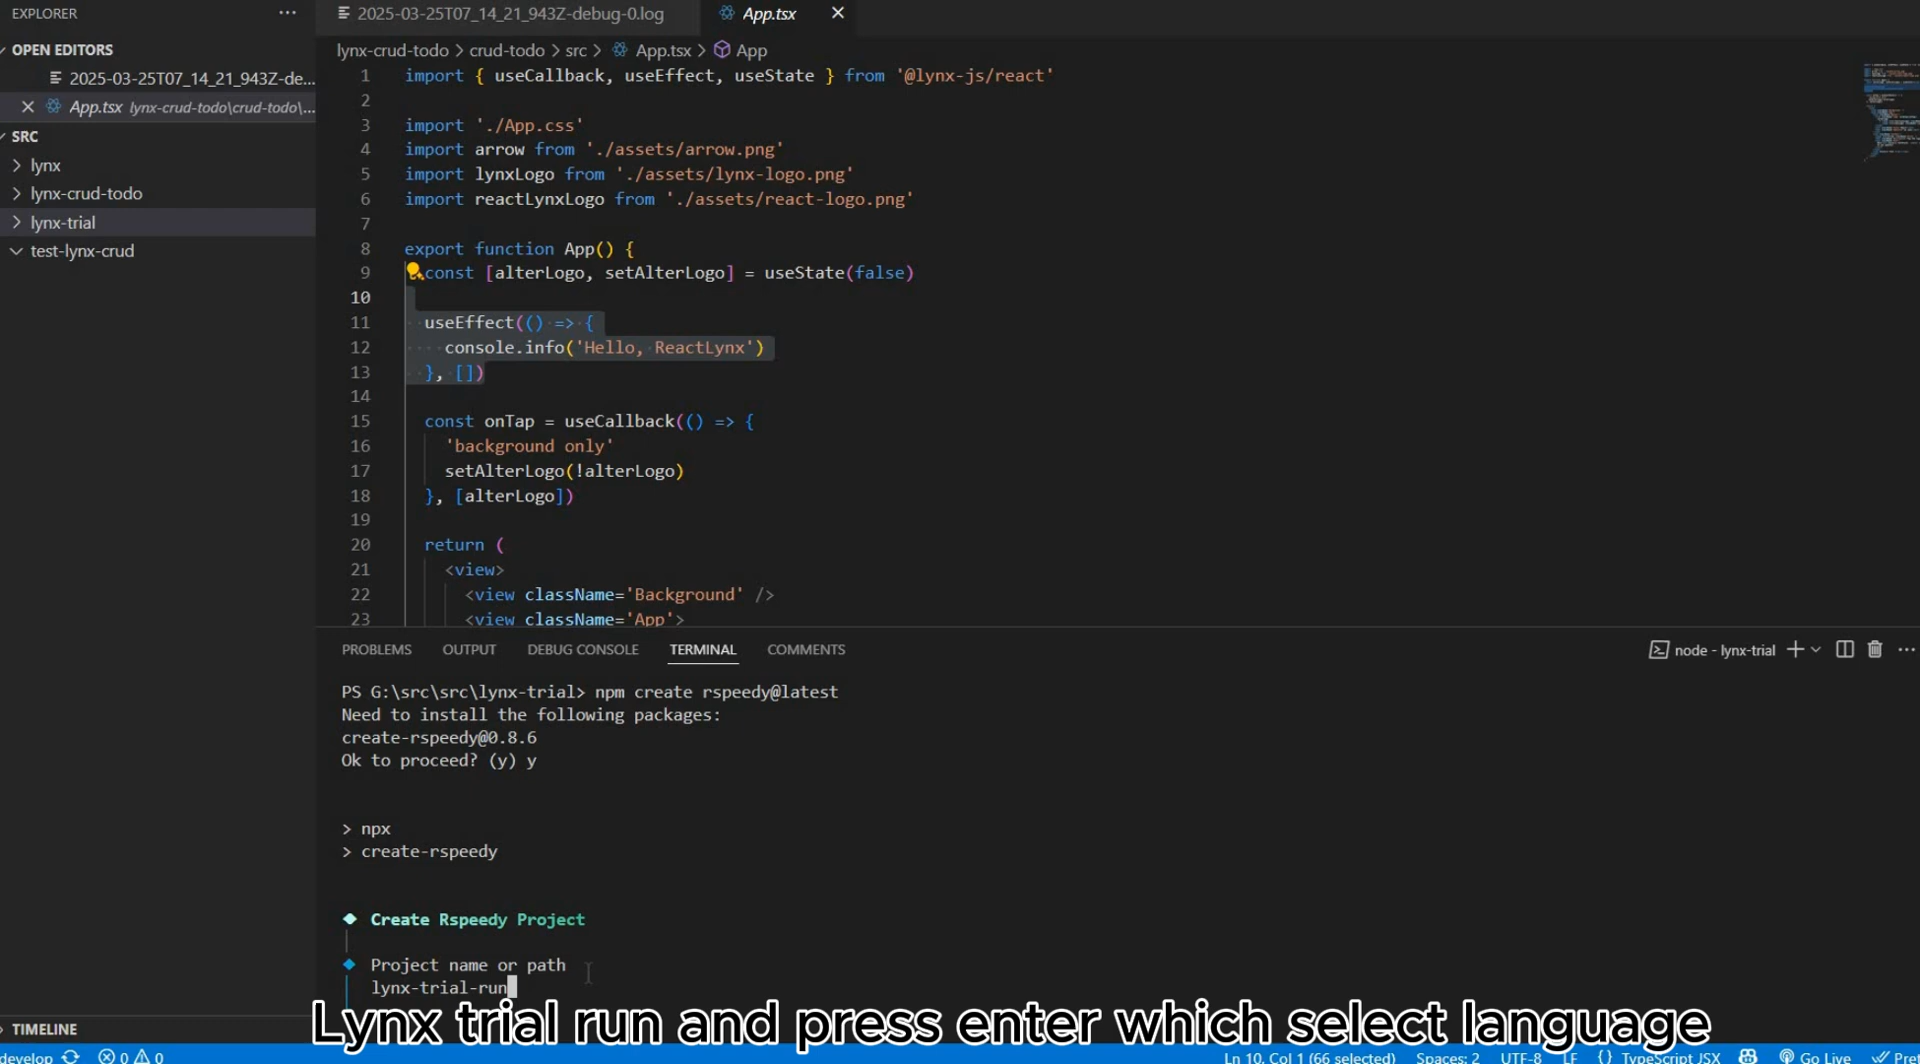 EXPLORER
OPEN EDITORS
2025-03-25T07_14_21_943Z-de...
App.tsx lynx-crud-todo\crud-todo\...
SRC
lynx
lynx-crud-todo
lynx-trial
test-lynx-crud
TIMELINE
2025-03-25T07_14_21_943Z-debug-0.log
App.tsx
lynx-crud-todo > crud-todo > src > App.tsx > App
1 import { useCallback, useEffect, useState } from '@lynx-js/react'
2
3 import './App.css'
4 import arrow from './assets/arrow.png'
5 import lynxLogo from './assets/lynx-logo.png'
6 import reactLynxLogo from './assets/react-logo.png'
7
8 export function App() {
9 const [alterLogo, setAlterLogo] = useState(false)
10
11 useEffect(() => {
12 console.info('Hello, ReactLynx')
13 }, [])
14
15 const onTap = useCallback(() => {
16 'background only'
17 setAlterLogo(!alterLogo)
18 }, [alterLogo])
19
20 return (
21 <view>
22 <view className='Background' />
23 <view className='App'>
PROBLEMS OUTPUT DEBUG CONSOLE TERMINAL COMMENTS
node - lynx-trial
PS G:\src\src\lynx-trial> npm create rspeedy@latest
Need to install the following packages:
create-rspeedy@0.8.6
Ok to proceed? (y) y
> npx
> create-rspeedy
Create Rspeedy Project
Project name or path
lynx-trial-run
Lynx trial run and press enter which select language
develop 0 0 Ln 10, Col 1 (66 selected) Spaces: 2 UTF-8 LF {} TypeScript JSX Go Live Pre